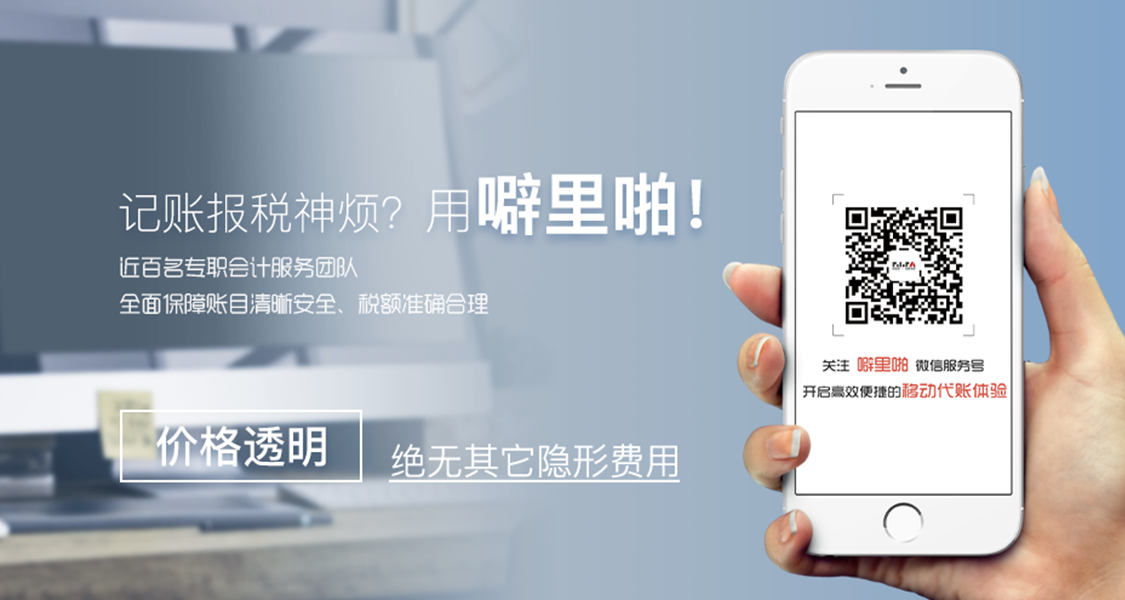 记账报税神烦？用噼里啪！
近百名专职会计服务团队
全面保障账目清晰安全、税额准确合理
价格透明
绝无其它隐形费用
关注 噼里啪 微信服务号
开启高效便捷的移动代账体验